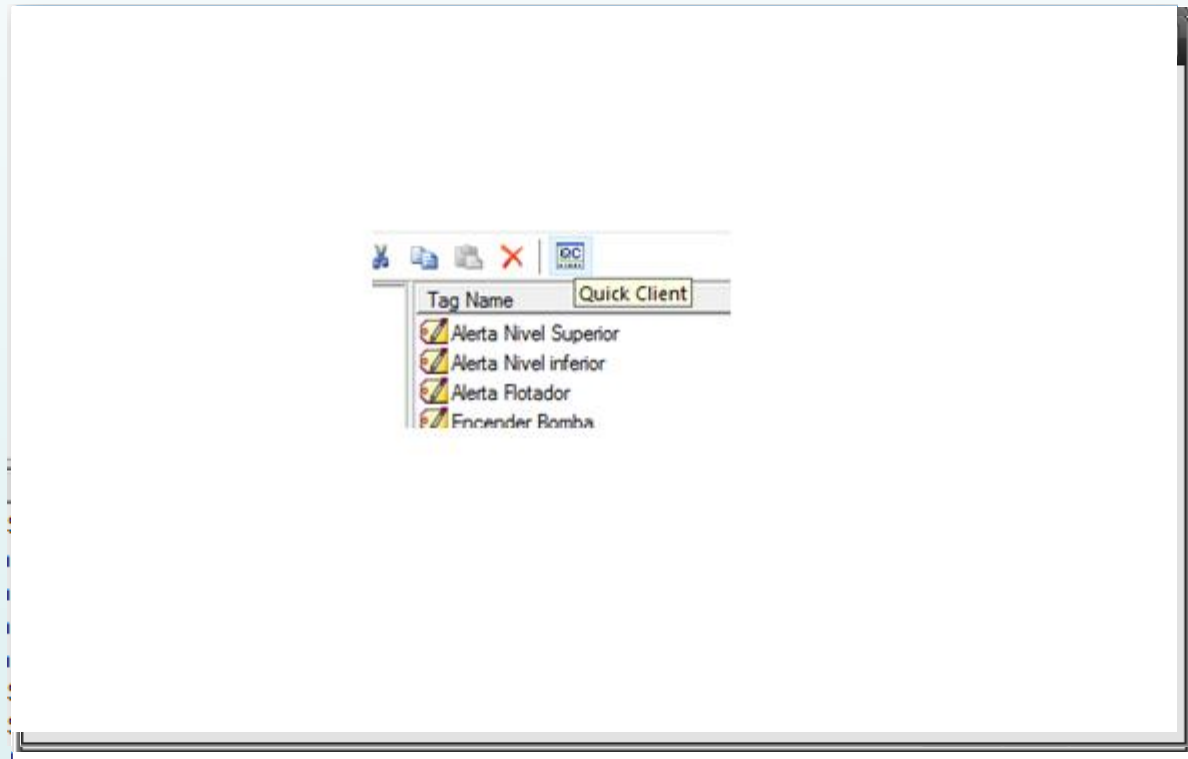 QC
Quick Client
Tag Name
Alerta Nivel Superior
Alerta Nivel inferior
Alerta Flotador
Encender Bomba